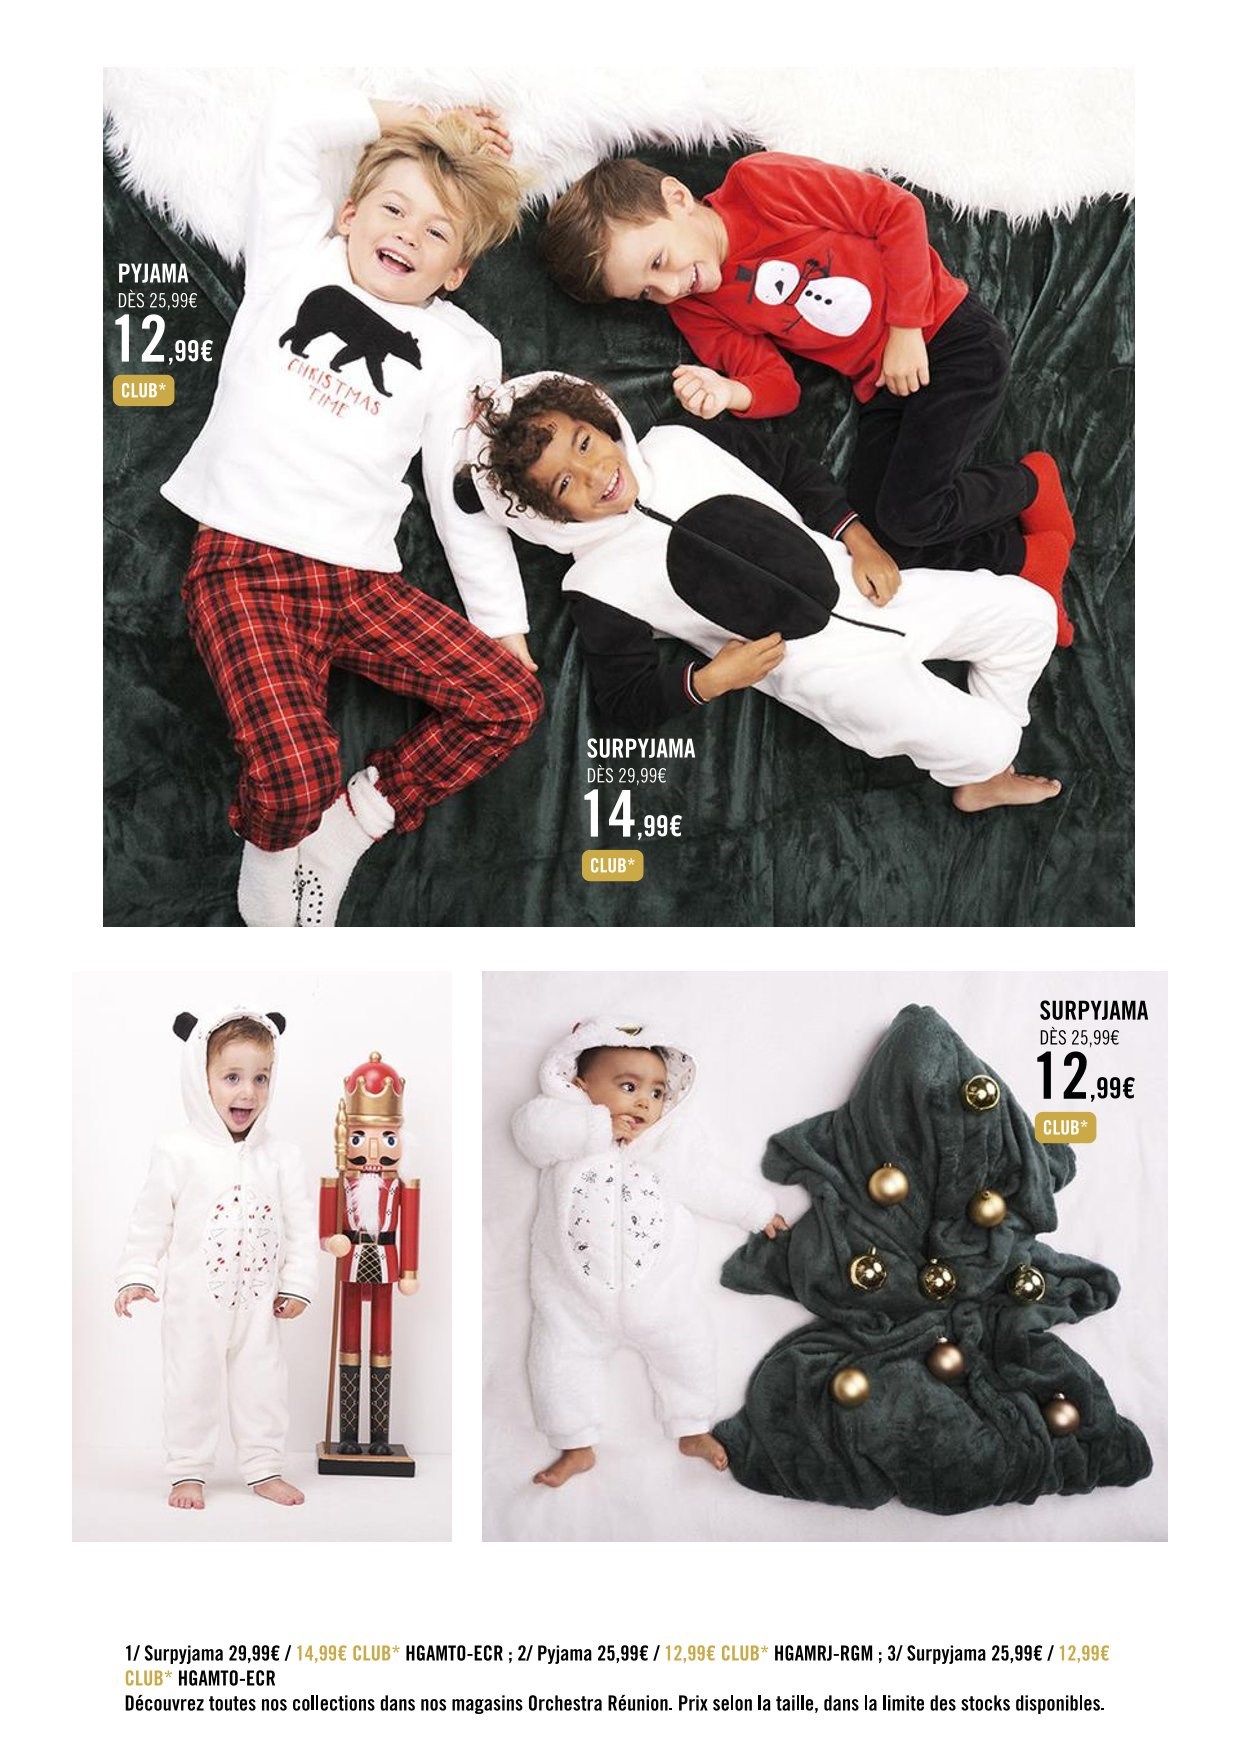 PYJAMA
DÈS 25,99€
12,99€
CLUB*
CHRISTMAS
TIME
SURPYJAMA
DÈS 29,99€
14,99€
CLUB*
SURPYJAMA
DÈS 25,99€
12,99€
CLUB*
1/ Surpyjama 29,99€ / 14,99€ CLUB* HGAMTO-ECR ; 2/ Pyjama 25,99€ / 12,99€ CLUB* HGAMRJ-RGM ; 3/ Surpyjama 25,99€ / 12,99€
CLUB* HGAMTO-ECR
Découvrez toutes nos collections dans nos magasins Orchestra Réunion. Prix selon la taille, dans la limite des stocks disponibles.